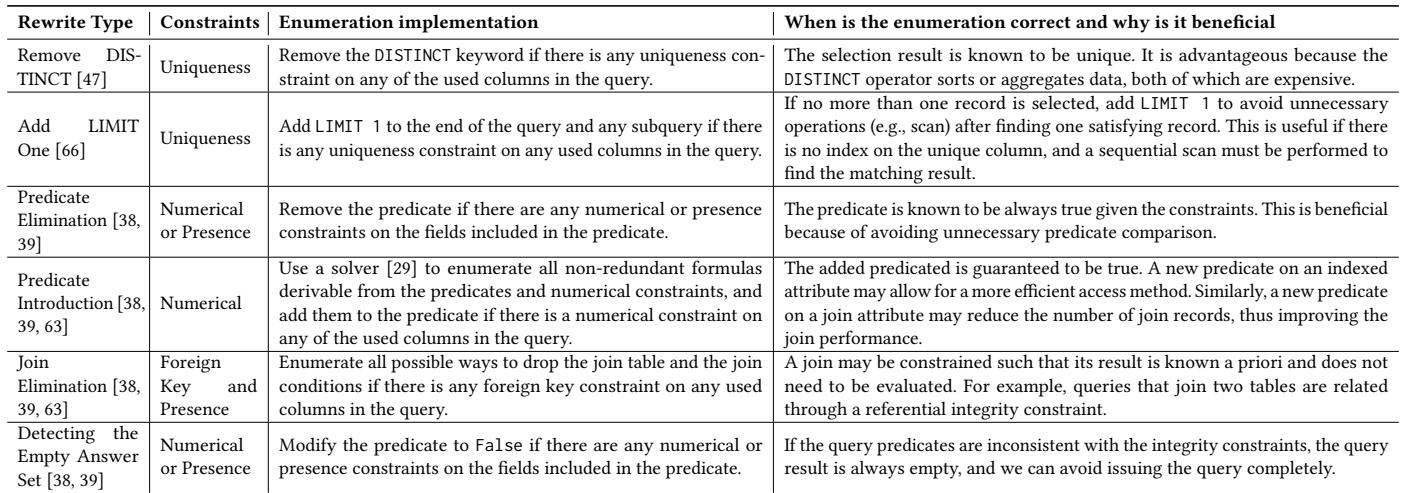 Rewrite Type Constraints Enumeration implementation When is the enumeration correct and why is it beneficial
Remove DIS-
TINCT [47]
Uniqueness
Remove the DISTINCT keyword if there is any uniqueness con-
straint on any of the used columns in the query.
The selection result is known to be unique. It is advantageous because the
DISTINCT operator sorts or aggregates data, both of which are expensive.
Add LIMIT
One [66]
Uniqueness
Add LIMIT 1 to the end of the query and any subquery if there
is any uniqueness constraint on any used columns in the query.
If no more than one record is selected, add LIMIT 1 to avoid unnecessary
operations (e.g., scan) after finding one satisfying record. This is useful if there
is no index on the unique column, and a sequential scan must be performed to
find the matching result.
Predicate
Elimination [38,
39]
Numerical
or Presence
Remove the predicate if there are any numerical or presence
constraints on the fields included in the predicate.
The predicate is known to be always true given the constraints. This is beneficial
because of avoiding unnecessary predicate comparison.
Predicate
Introduction [38,
39, 63]
Numerical
Use a solver [29] to enumerate all non-redundant formulas
derivable from the predicates and numerical constraints, and
add them to the predicate if there is a numerical constraint on
any of the used columns in the query.
The added predicated is guaranteed to be true. A new predicate on an indexed
attribute may allow for a more efficient access method. Similarly, a new predicate
on a join attribute may reduce the number of join records, thus improving the
join performance.
Join
Elimination [38,
39, 63]
Foreign
Key and
Presence
Enumerate all possible ways to drop the join table and the join
conditions if there is any foreign key constraint on any used
columns in the query.
A join may be constrained such that its result is known a priori and does not
need to be evaluated. For example, queries that join two tables are related
through a referential integrity constraint.
Detecting the
Empty Answer
Set [38, 39]
Numerical
or Presence
Modify the predicate to False if there are any numerical or
presence constraints on the fields included in the predicate.
If the query predicates are inconsistent with the integrity constraints, the query
result is always empty, and we can avoid issuing the query completely.